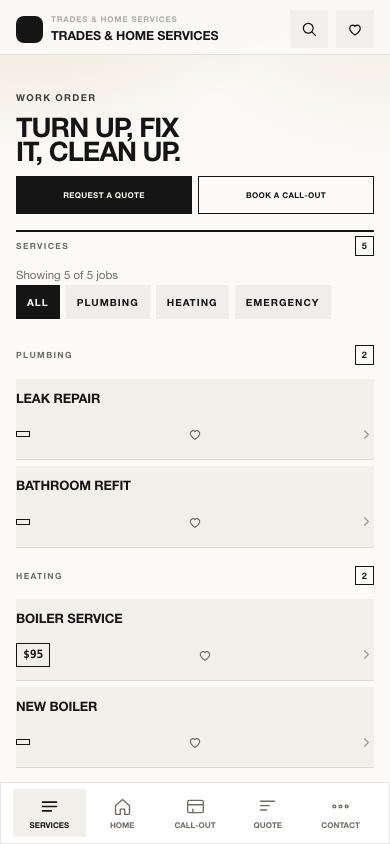 TRADES & HOME SERVICES
TRADES & HOME SERVICES
WORK ORDER
TURN UP, FIX
IT, CLEAN UP.
REQUEST A QUOTE
BOOK A CALL-OUT
SERVICES
5
Showing 5 of 5 jobs
ALL
PLUMBING
HEATING
EMERGENCY
PLUMBING
2
LEAK REPAIR
BATHROOM REFIT
HEATING
2
BOILER SERVICE
$95
NEW BOILER
SERVICES
HOME
CALL-OUT
QUOTE
CONTACT